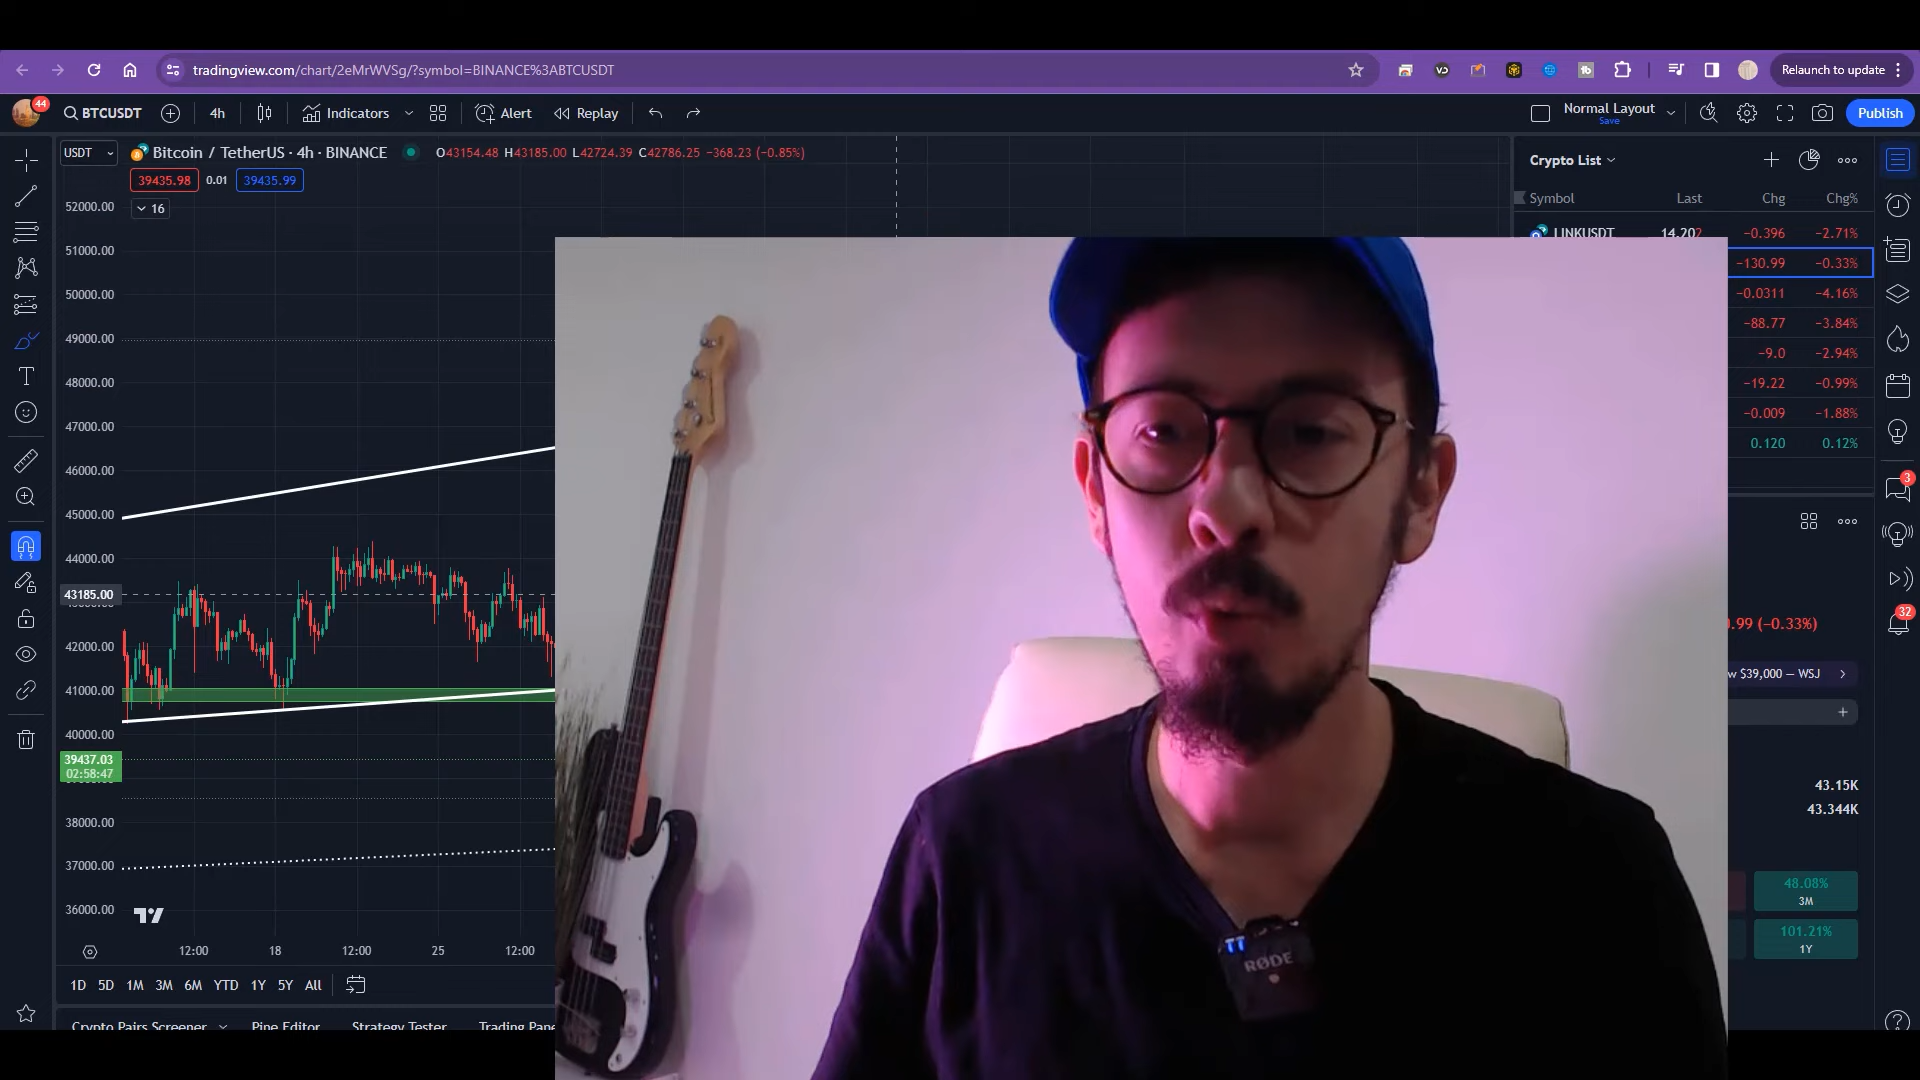 tradingview.com/chart/2eMrWVSg/?symbol=BINANCE%3ABTCUSDT
Relaunch to update
44
BTCUSDT
4h
Indicators
Alert
Replay
Normal Layout
Save
Publish
USDT
Bitcoin / TetherUS · 4h · BINANCE
O43154.48 H43185.00 L42724.39 C42786.25 −368.23 (−0.85%)
39435.98
0.01
39435.99
16
Crypto List
Symbol Last Chg Chg%
LINKUSDT 14.202 −0.396 −2.71%
−130.99 −0.33%
−0.0311 −4.16%
−88.77 −3.84%
−9.0 −2.94%
−19.22 −0.99%
−0.009 −1.88%
0.120 0.12%
52000.00
51000.00
50000.00
49000.00
48000.00
47000.00
46000.00
45000.00
44000.00
43185.00
42000.00
41000.00
40000.00
39437.03
02:58:47
38000.00
37000.00
36000.00
12:00
18
12:00
25
12:00
1D 5D 1M 3M 6M YTD 1Y 5Y All
Crypto Pairs Screener
Pine Editor
Strategy Tester
RØDE
.99 (−0.33%)
$39,000 — WSJ
43.15K
43.344K
48.08%
3M
101.21%
1Y
3
32